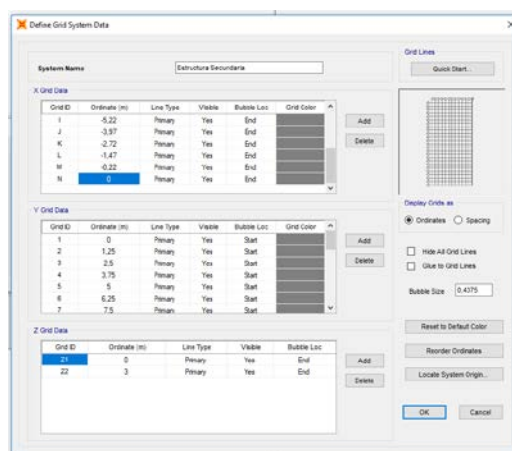 Define Grid System Data
System Name Estructura Secundaria
Grid Lines
Quick Start...
X Grid Data
Grid ID Ordinate (m) Line Type Visible Bubble Loc Grid Color
I -5,22 Primary Yes End
J -3,97 Primary Yes End
K -2,72 Primary Yes End
L -1,47 Primary Yes End
M -0,22 Primary Yes End
N 0 Primary Yes End
Add
Delete
Y Grid Data
Grid ID Ordinate (m) Line Type Visible Bubble Loc Grid Color
1 0 Primary Yes Start
2 1,25 Primary Yes Start
3 2,5 Primary Yes Start
4 3,75 Primary Yes Start
5 5 Primary Yes Start
6 6,25 Primary Yes Start
7 7,5 Primary Yes Start
Add
Delete
Z Grid Data
Grid ID Ordinate (m) Line Type Visible Bubble Loc
Z1 0 Primary Yes End
Z2 3 Primary Yes End
Add
Delete
Display Grids as
Ordinates Spacing
Hide All Grid Lines
Glue to Grid Lines
Bubble Size 0,4375
Reset to Default Color
Reorder Ordinates
Locate System Origin...
OK Cancel